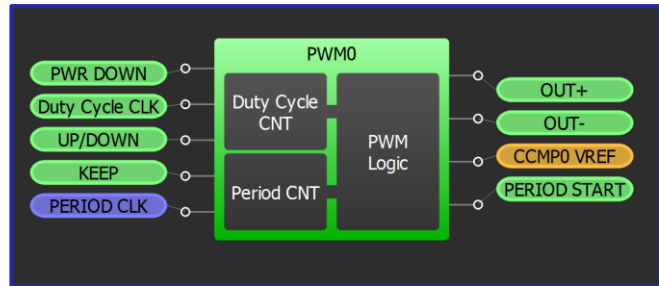 PWM0
PWR DOWN
Duty Cycle CLK
UP/DOWN
KEEP
PERIOD CLK
Duty Cycle
CNT
Period CNT
PWM
Logic
OUT+
OUT-
CCMP0 VREF
PERIOD START